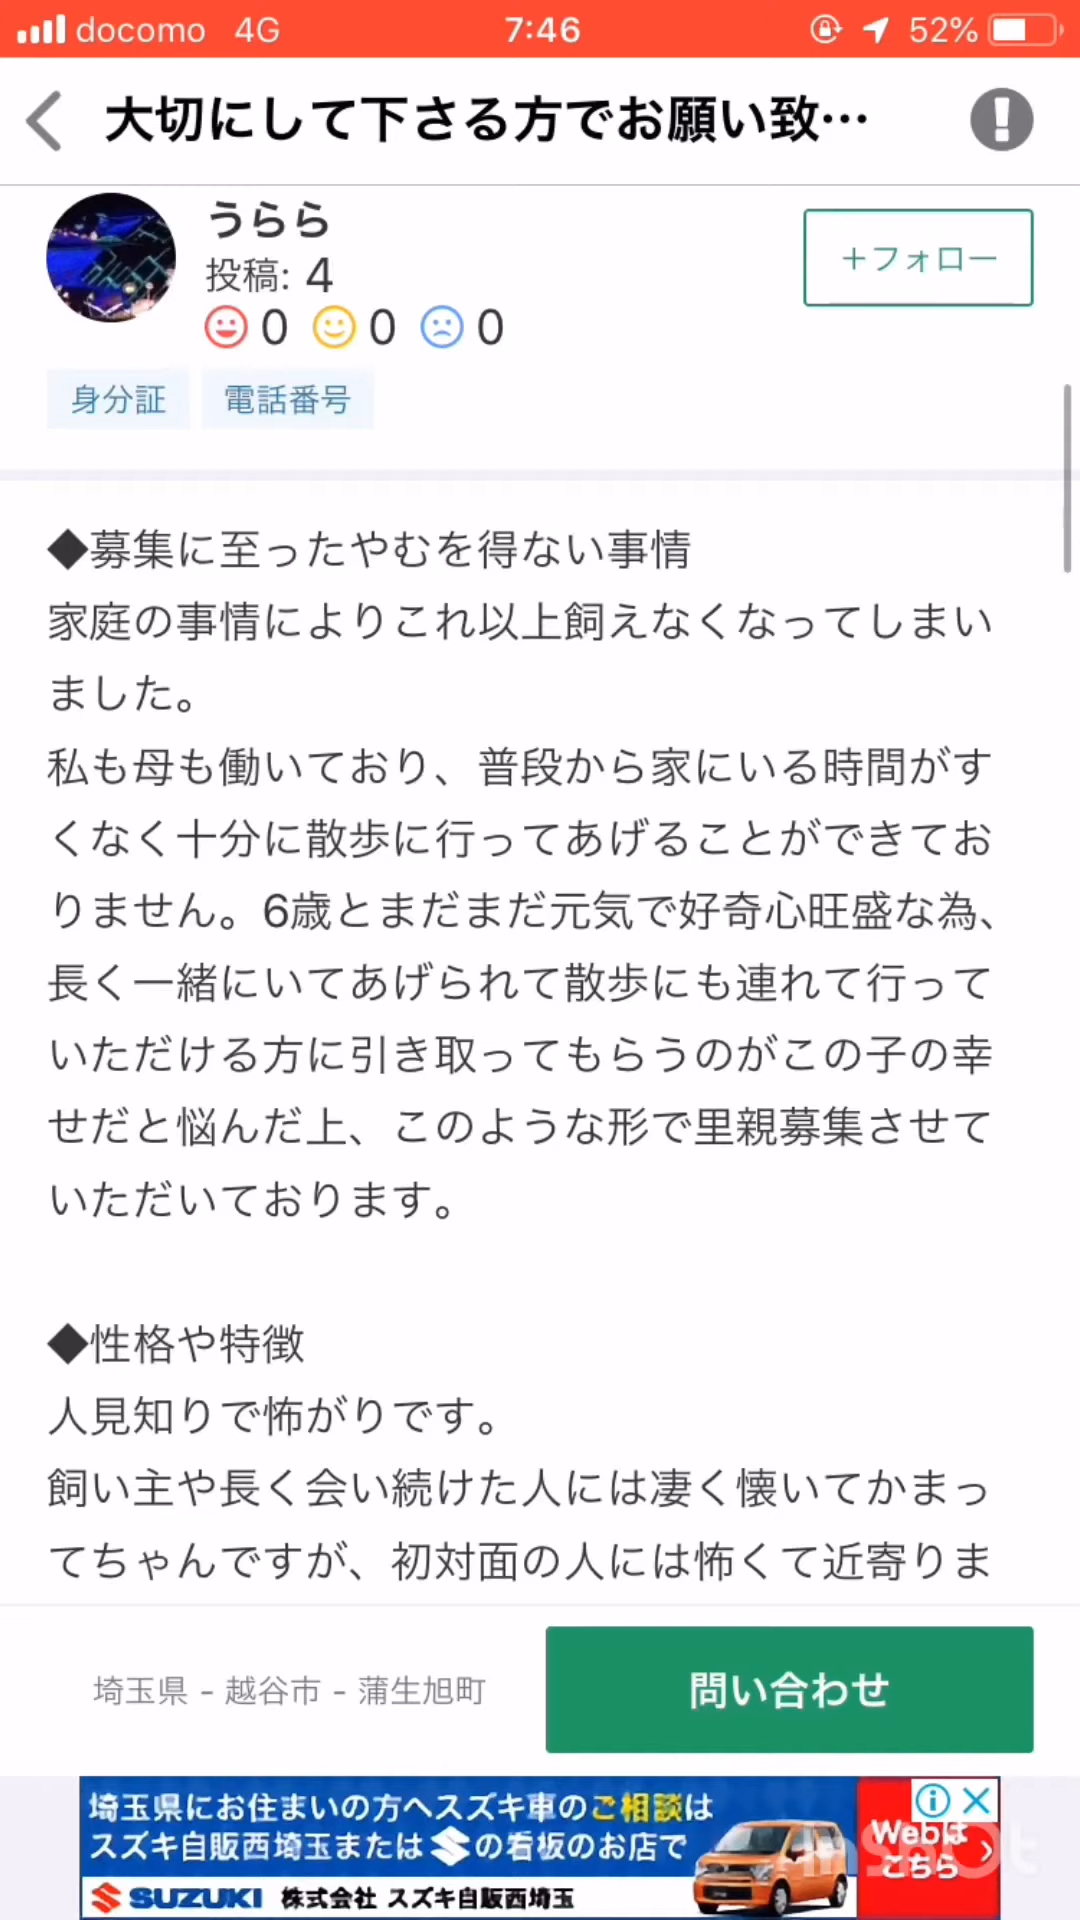 docomo 4G 7:46 52%
大切にして下さる方でお願い致…
うらら
投稿: 4
0 0 0
+フォロー
身分証 電話番号
◆募集に至ったやむを得ない事情
家庭の事情によりこれ以上飼えなくなってしまい
ました。
私も母も働いており、普段から家にいる時間がす
くなく十分に散歩に行ってあげることができてお
りません。6歳とまだまだ元気で好奇心旺盛な為、
長く一緒にいてあげられて散歩にも連れて行って
いただける方に引き取ってもらうのがこの子の幸
せだと悩んだ上、このような形で里親募集させて
いただいております。
◆性格や特徴
人見知りで怖がりです。
飼い主や長く会い続けた人には凄く懐いてかまっ
てちゃんですが、初対面の人には怖くて近寄りま
埼玉県 - 越谷市 - 蒲生旭町
問い合わせ
埼玉県にお住まいの方へスズキ車のご相談は
スズキ自販西埼玉または の看板のお店で
SUZUKI 株式会社 スズキ自販西埼玉
Webは
こちら
InShot